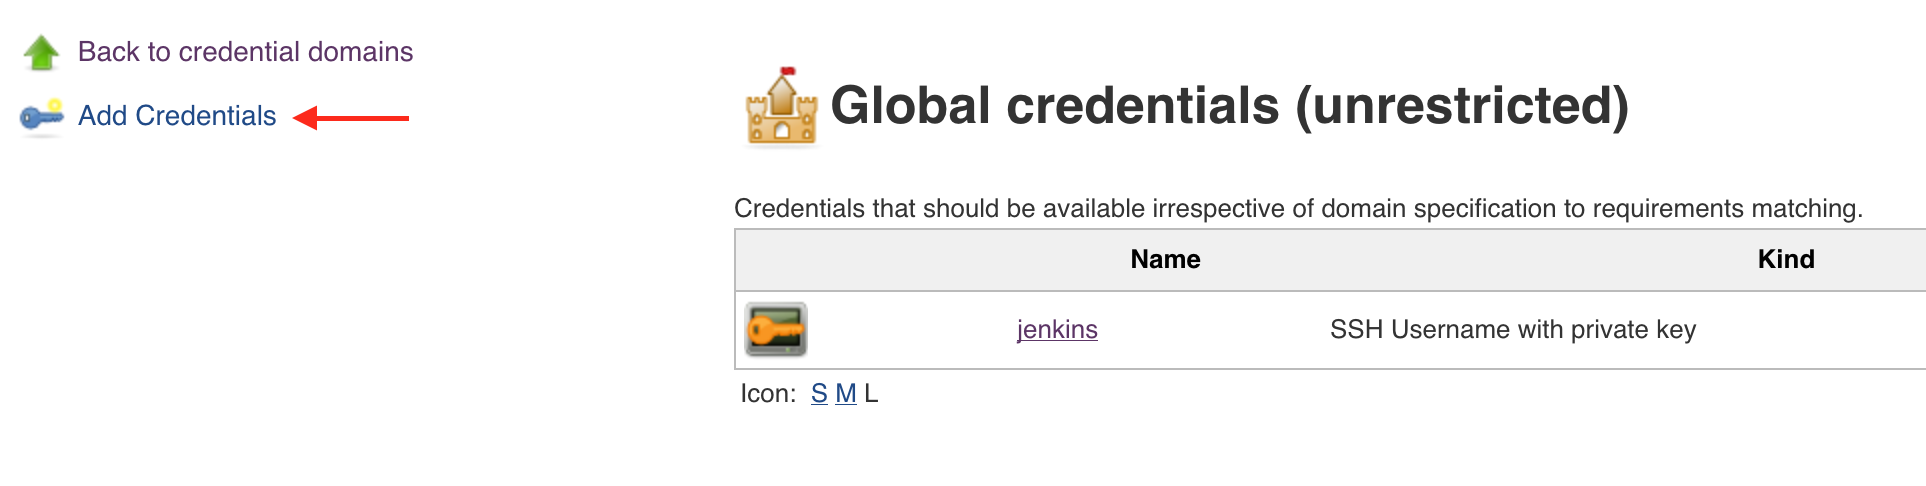 Back to credential domains
Add Credentials
Global credentials (unrestricted)
Credentials that should be available irrespective of domain specification to requirements matching.
Name Kind
jenkins SSH Username with private key
Icon: S M L